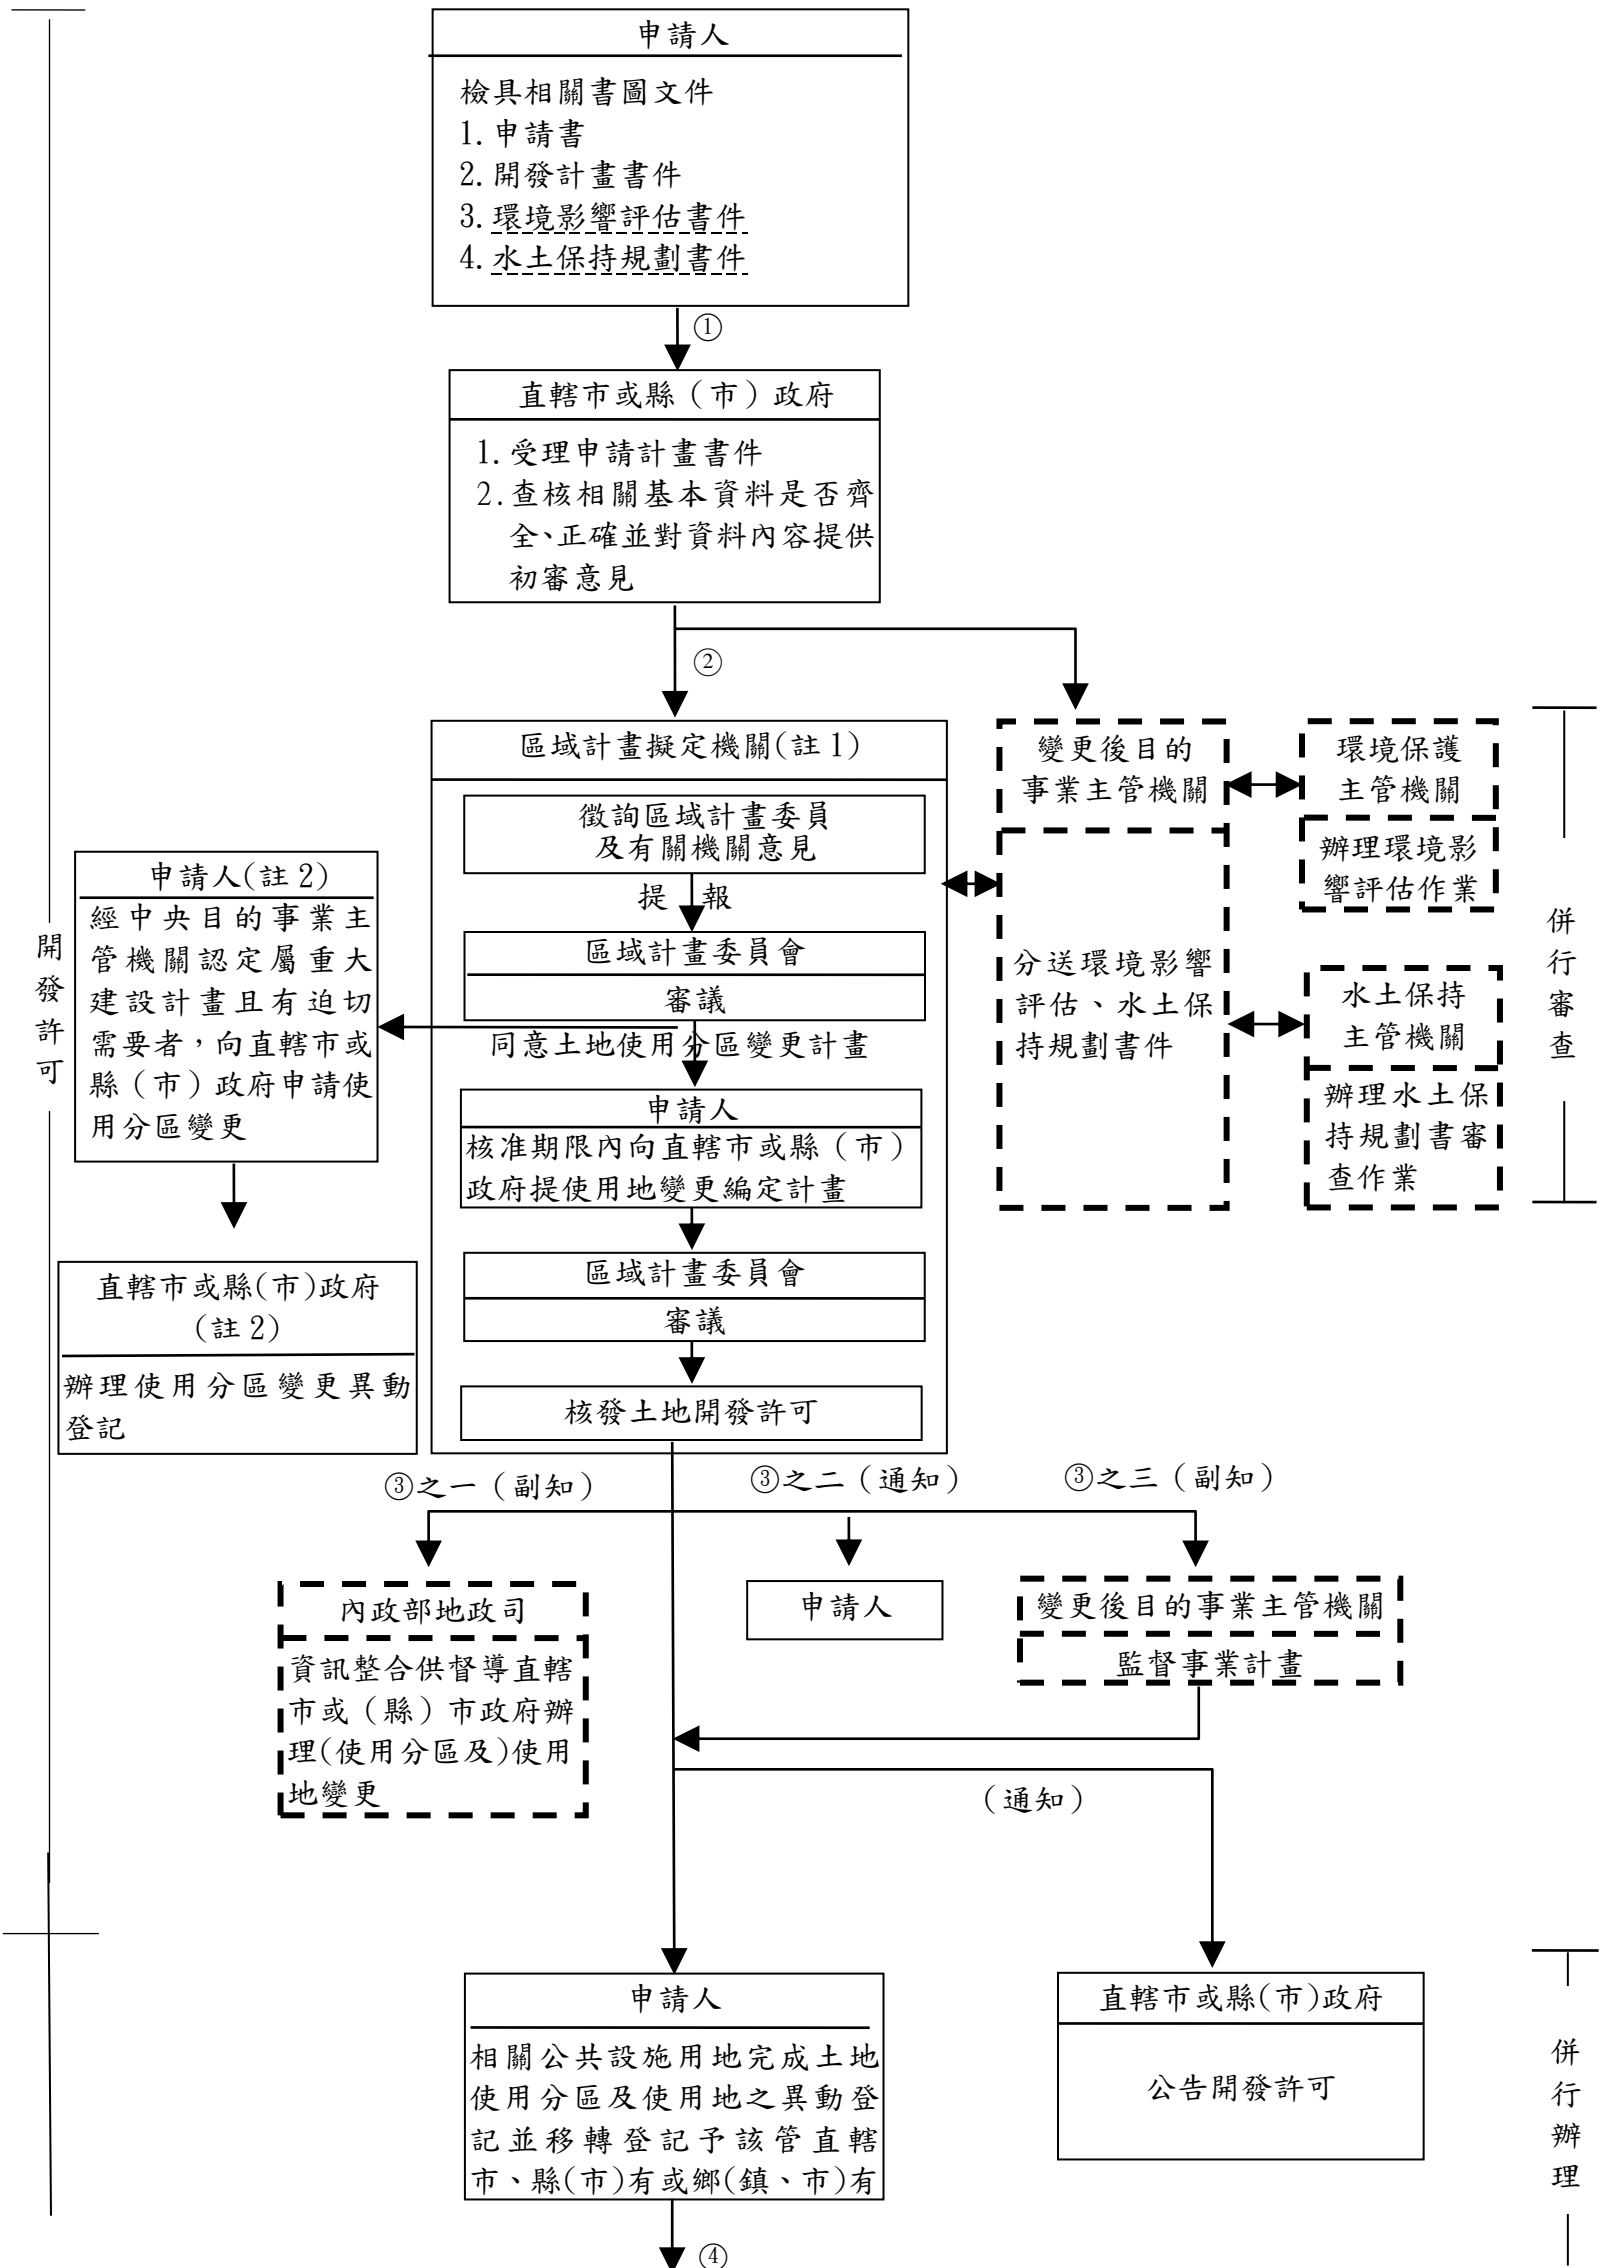 申請人
檢具相關書圖文件
1.申請書
2.開發計畫書件
3.環境影響評估書件
4.水土保持規劃書件
①
直轄市或縣（市）政府
1.受理申請計畫書件
2.查核相關基本資料是否齊
全、正確並對資料內容提供
初審意見
②
區域計畫擬定機關(註1)
徵詢區域計畫委員
及有關機關意見
提 報
區域計畫委員會
審議
同意土地使用分區變更計畫
申請人
核准期限內向直轄市或縣（市）
政府提使用地變更編定計畫
區域計畫委員會
審議
核發土地開發許可
變更後目的
事業主管機關
分送環境影響
評估、水土保
持規劃書件
環境保護
主管機關
辦理環境影
響評估作業
水土保持
主管機關
辦理水土保
持規劃書審
查作業
併
行
審
查
開
發
許
可
申請人(註2)
經中央目的事業主
管機關認定屬重大
建設計畫且有迫切
需要者，向直轄市或
縣（市）政府申請使
用分區變更
直轄市或縣(市)政府
(註2)
辦理使用分區變更異動
登記
③之一（副知）
③之二（通知）
③之三（副知）
內政部地政司
資訊整合供督導直轄
市或（縣）市政府辦
理(使用分區及)使用
地變更
申請人
變更後目的事業主管機關
監督事業計畫
（通知）
申請人
相關公共設施用地完成土地
使用分區及使用地之異動登
記並移轉登記予該管直轄
市、縣(市)有或鄉(鎮、市)有
直轄市或縣(市)政府
公告開發許可
併
行
辦
理
④